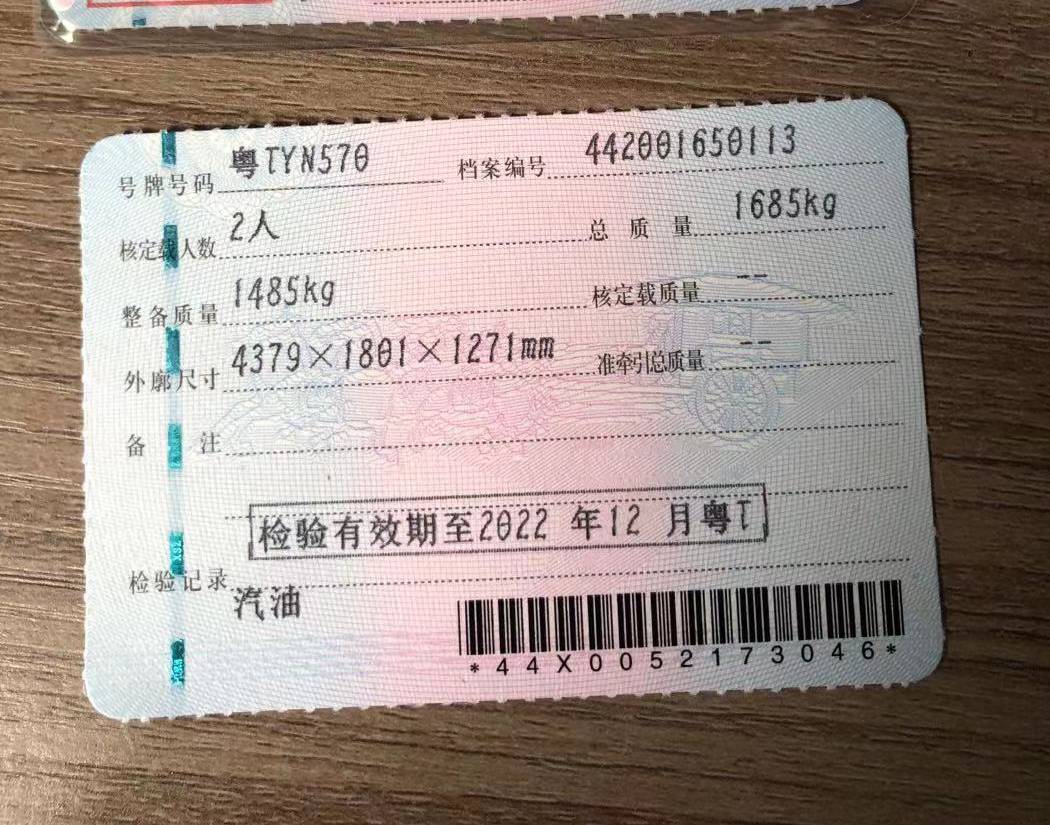 号牌号码 粤TYN570 档案编号 442001650113
核定载人数 2人 总质量 1685kg
整备质量 1485kg 核定载质量 --
外廓尺寸 4379×1801×1271mm 准牵引总质量 --
备注
检验有效期至2022 年12 月粤T
检验记录
汽油
*44X0052173046*